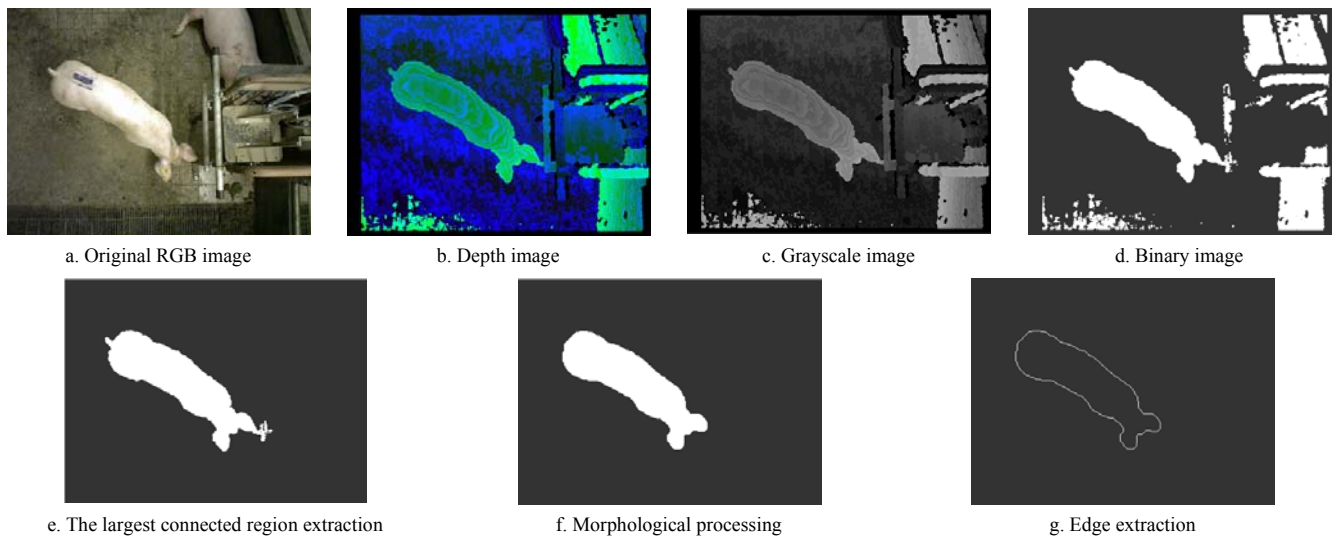 a. Original RGB image
b. Depth image
c. Grayscale image
d. Binary image
e. The largest connected region extraction
f. Morphological processing
g. Edge extraction